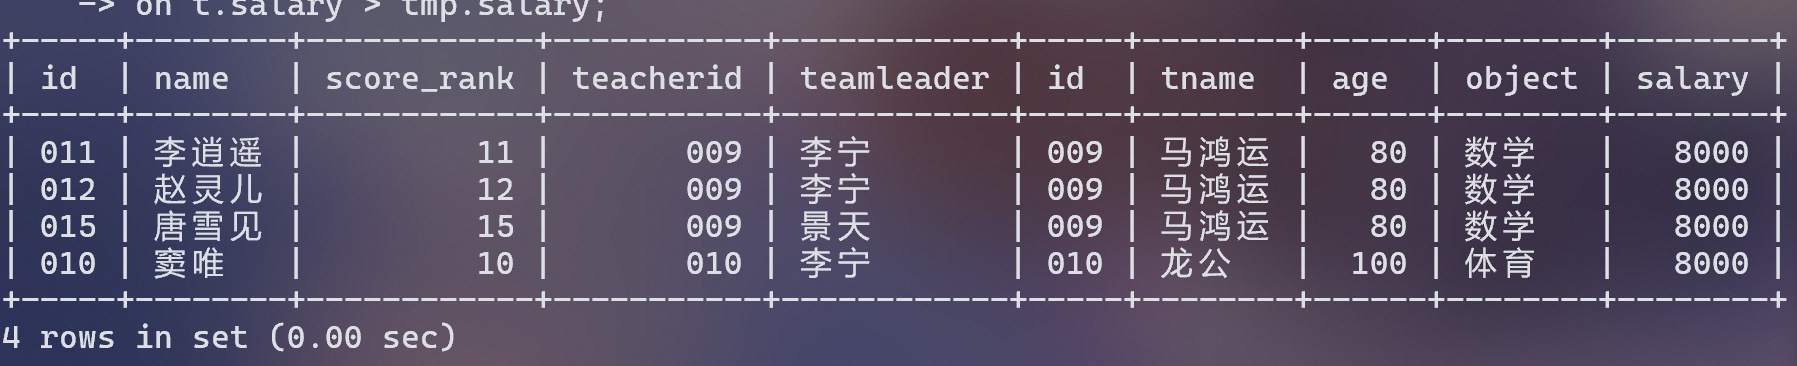 -> on t.salary > tmp.salary;
+-----+--------+------------+-----------+------------+-----+--------+------+--------+--------+
| id  | name   | score_rank | teacherid | teamleader | id  | tname  | age  | object | salary |
+-----+--------+------------+-----------+------------+-----+--------+------+--------+--------+
| 011 | 李逍遥 |         11 |       009 | 李宁       | 009 | 马鸿运 |   80 | 数学   |   8000 |
| 012 | 赵灵儿 |         12 |       009 | 李宁       | 009 | 马鸿运 |   80 | 数学   |   8000 |
| 015 | 唐雪见 |         15 |       009 | 景天       | 009 | 马鸿运 |   80 | 数学   |   8000 |
| 010 | 窦唯   |         10 |       010 | 李宁       | 010 | 龙公   |  100 | 体育   |   8000 |
+-----+--------+------------+-----------+------------+-----+--------+------+--------+--------+
4 rows in set (0.00 sec)